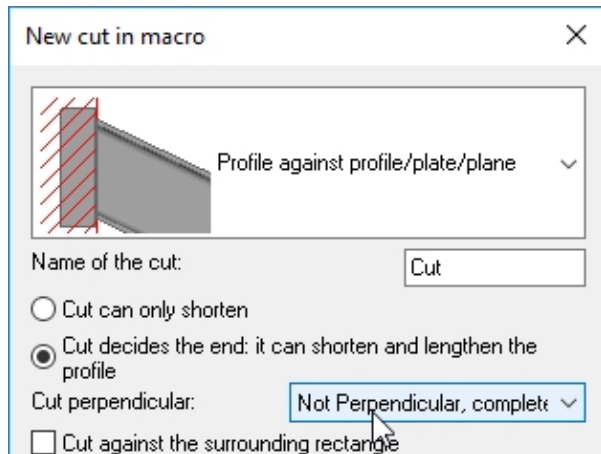 New cut in macro
Profile against profile/plate/plane
Name of the cut:
Cut
Cut can only shorten
Cut decides the end: it can shorten and lengthen the
profile
Cut perpendicular:
Not Perpendicular, complete
Cut against the surrounding rectangle